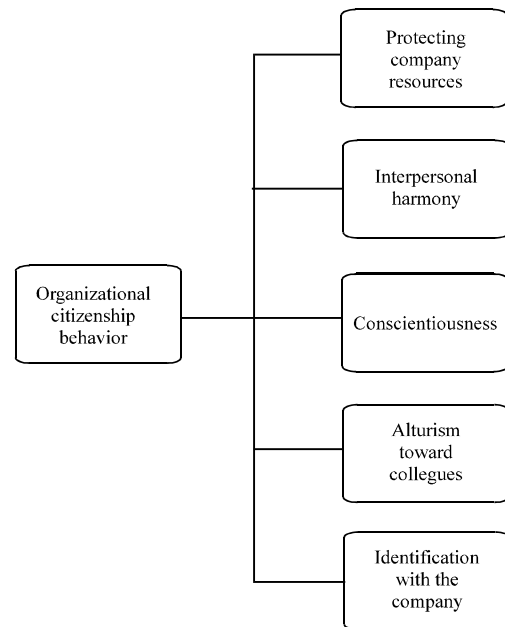 Protecting
company
resources
Interpersonal
harmony
Organizational
citizenship
behavior
Conscientiousness
Alturism
toward
collegues
Identification
with the
company